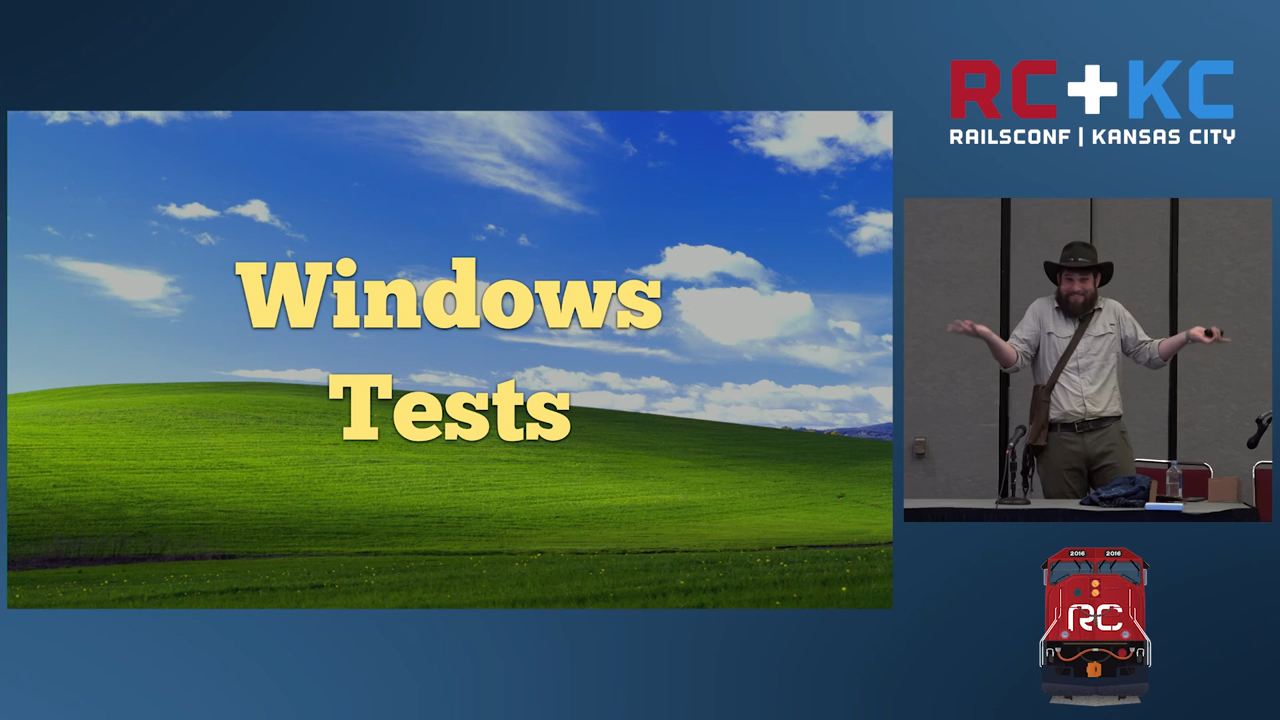 Windows
Tests
RC+KC
RAILSCONF | KANSAS CITY
2016 2016
RC